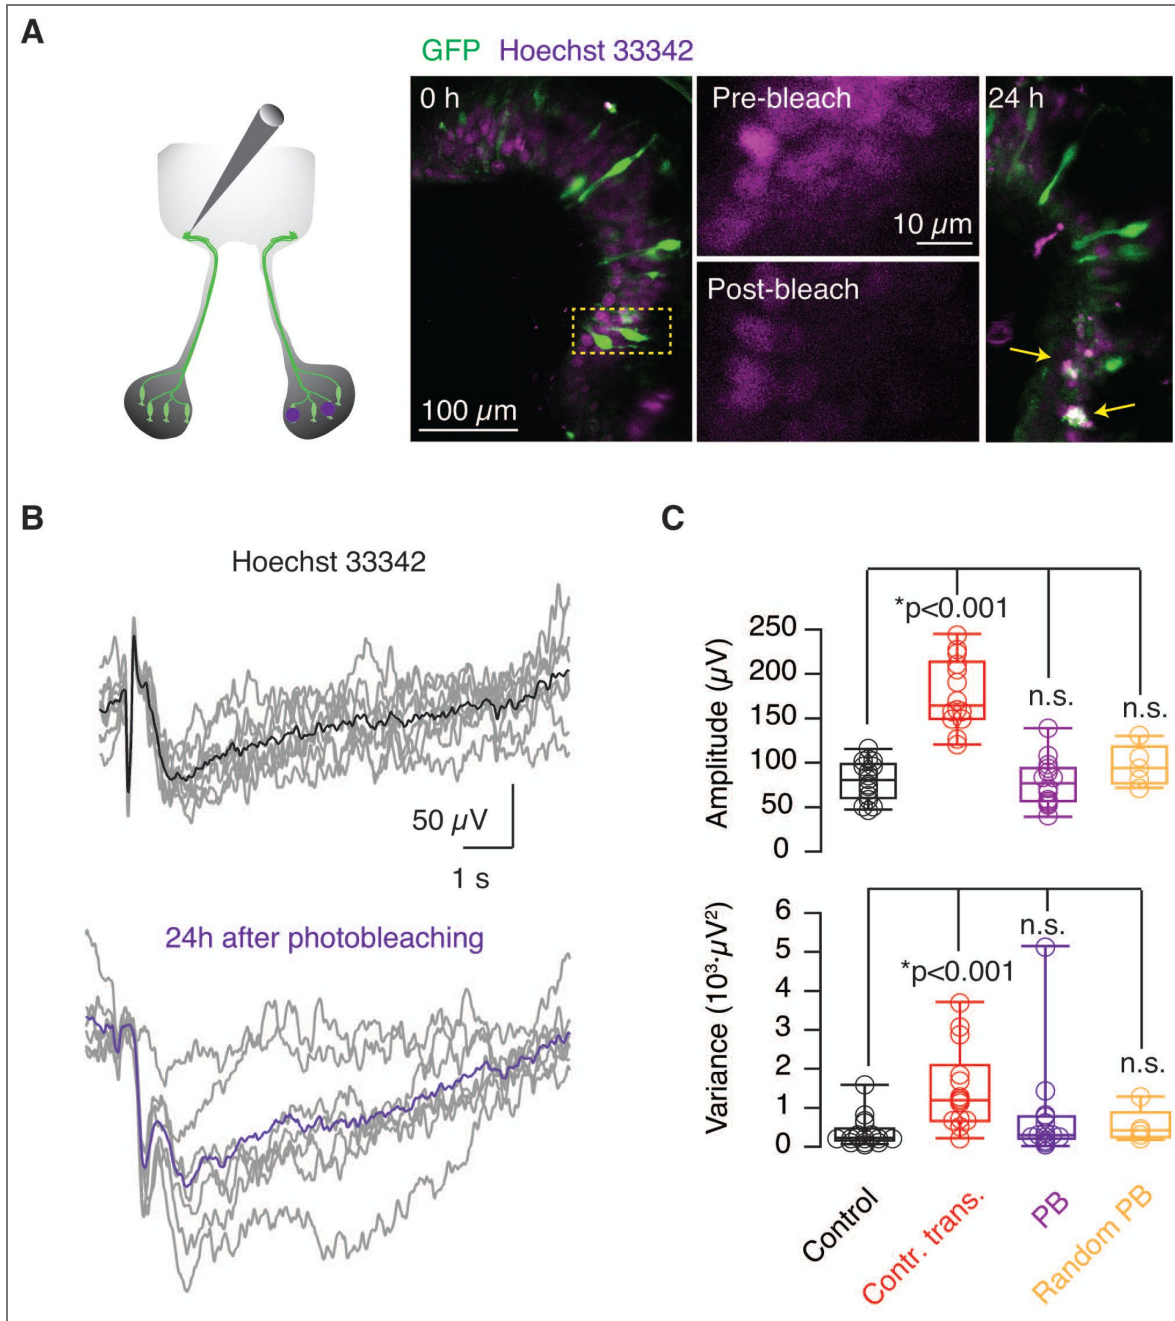 A
GFP Hoechst 33342
0 h
Pre-bleach
24 h
10 µm
Post-bleach
100 µm
B
Hoechst 33342
50 µV
1 s
24h after photobleaching
C
*p<0.001
n.s.
n.s.
Amplitude (µV)
250
200
150
100
50
0
n.s.
*p<0.001
n.s.
Variance (10³·µV²)
6
5
4
3
2
1
0
Control
Contr. trans.
PB
Random PB